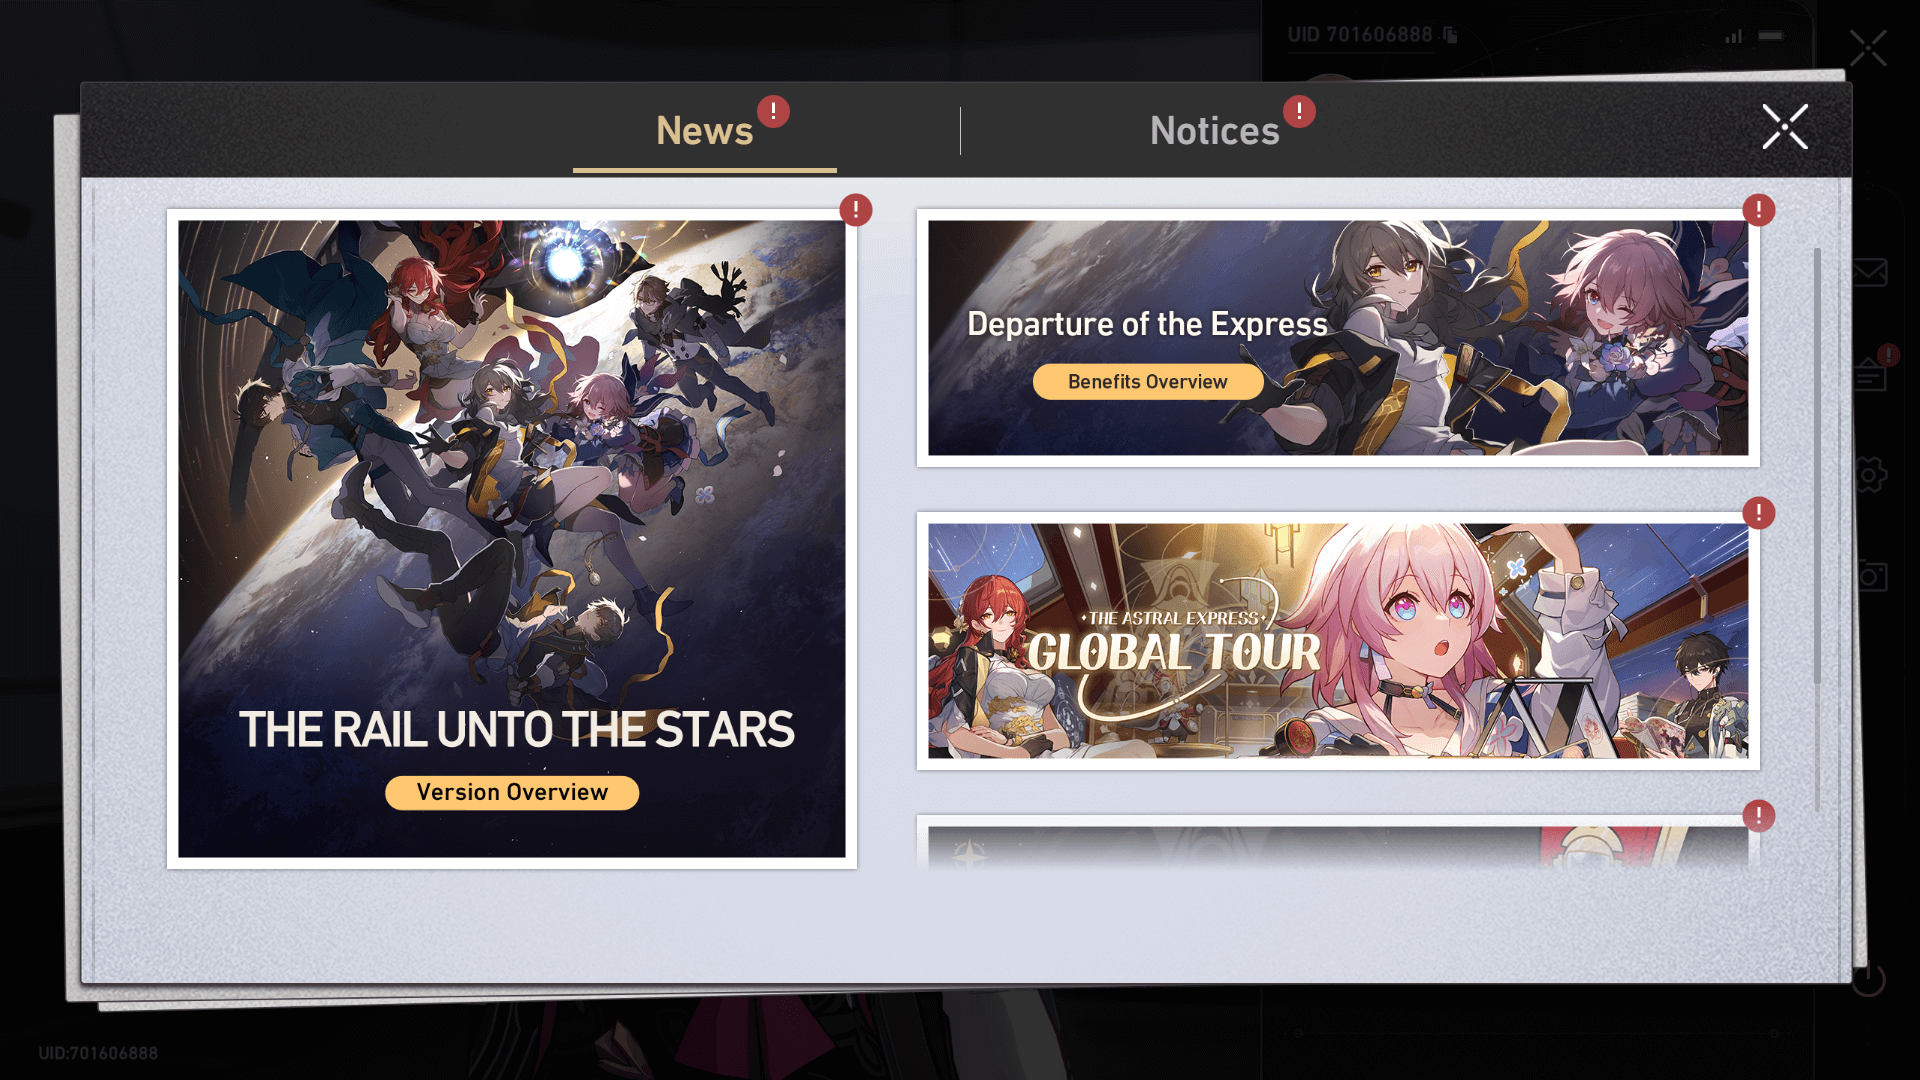 UID 701606888
News
Notices
THE RAIL UNTO THE STARS
Version Overview
Departure of the Express
Benefits Overview
THE ASTRAL EXPRESS
GLOBAL TOUR
UID:701606888